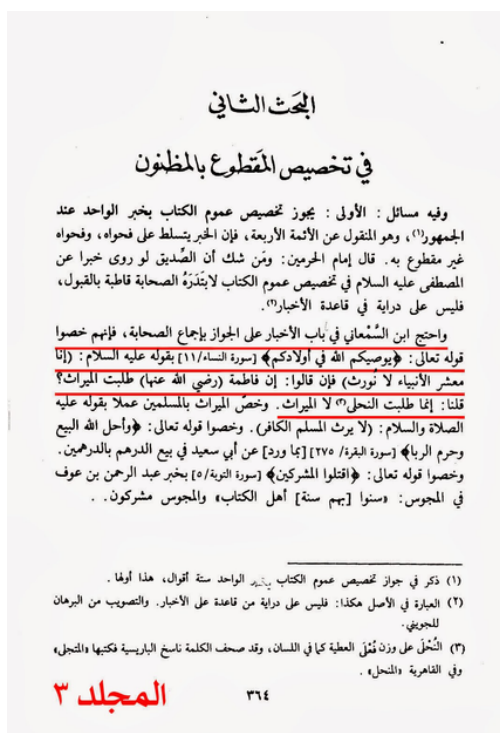 المبحث الثاني
في تخصيص المقطوع بالمظنون
وفيه مسائل : الأولى : يجوز تخصيص عموم الكتاب بخبر الواحد عند
الجمهور(١)، وهو المنقول عن الأئمة الأربعة، فإن الخبر يتسلط على فحواه، وفحواه
غير مقطوع به. قال إمام الحرمين: ومَن شك أن الصِّديق لو روى خبرا عن
المصطفى عليه السلام في تخصيص عموم الكتاب لابتَدَرَهُ الصحابة قاطبة بالقبول،
فليس على دراية في قاعدة الأخبار(٢).
واحتج ابن السَّمْعاني في باب الأخبار على الجواز بإجماع الصحابة، فإنهم خصوا
قوله تعالى: ﴿يوصيكم الله في أولادكم﴾ [سورة النساء/١١] بقوله عليه السلام: (إنا
معشر الأنبياء لا نُورث) فإن قالوا: إن فاطمة (رضي الله عنها) طلبت الميراث؟
قلنا: إنما طلبت النحلى(٣) لا الميراث. وخصَّ الميراث بالمسلمين عملا بقوله عليه
الصلاة والسلام: (لا يرث المسلم الكافر). وخصوا قوله تعالى: ﴿وأحل الله البيع
وحرم الربا﴾ [سورة البقرة/ ٢٧٥] [بما ورد] عن أبي سعيد في بيع الدرهم بالدرهمين.
وخصوا قوله تعالى: ﴿اقتلوا المشركين﴾ [سورة التوبة/٥] بخبر عبد الرحمن بن عوف
في المجوس: «سنوا [بهم سنة] أهل الكتاب» والمجوس مشركون. .
(١) ذكر في جواز تخصيص عموم الكتاب بخبر الواحد ستة أقوال، هذا أولها .
(٢) العبارة في الأصل هكذا: فليس على دراية من قاعدة على الأخبار. والتصويب من البرهان
للجويني.
(٣) النُّحْلَى على وزن فُعْلَى العطية كما في اللسان، وقد صحف الكلمة ناسخ الباريسية فكتبها «المتجلى»
وفي القاهرية «المنحل» .
٣٦٤
المجلد ٣